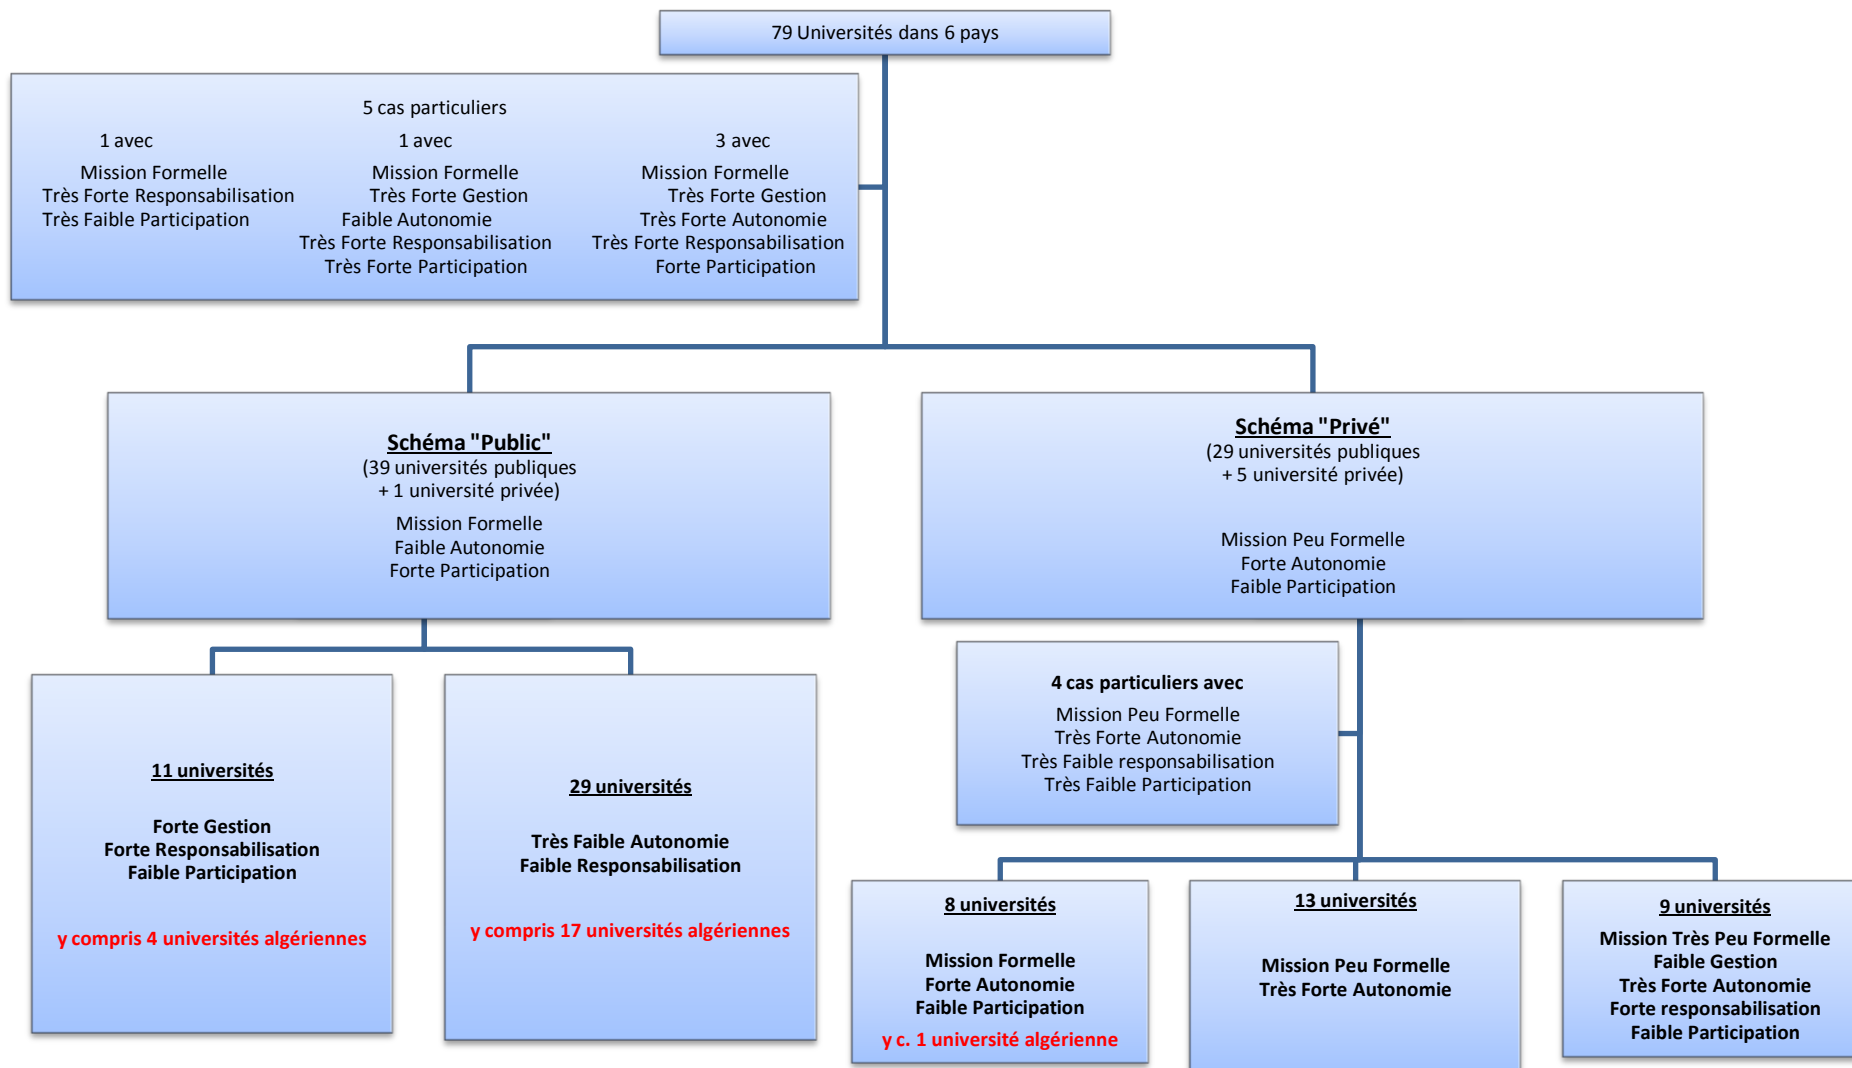 79 Universités dans 6 pays
5 cas particuliers
1 avec
Mission Formelle
Très Forte Responsabilisation
Très Faible Participation
1 avec
Mission Formelle
Très Forte Gestion
Faible Autonomie
Très Forte Responsabilisation
Très Forte Participation
3 avec
Mission Formelle
Très Forte Gestion
Très Forte Autonomie
Très Forte Responsabilisation
Forte Participation
Schéma "Public"
(39 universités publiques
+ 1 université privée)
Mission Formelle
Faible Autonomie
Forte Participation
Schéma "Privé"
(29 universités publiques
+ 5 université privée)
Mission Peu Formelle
Forte Autonomie
Faible Participation
11 universités
Forte Gestion
Forte Responsabilisation
Faible Participation
y compris 4 universités algériennes
29 universités
Très Faible Autonomie
Faible Responsabilisation
y compris 17 universités algériennes
4 cas particuliers avec
Mission Peu Formelle
Très Forte Autonomie
Très Faible responsabilisation
Très Faible Participation
8 universités
Mission Formelle
Forte Autonomie
Faible Participation
y c. 1 université algérienne
13 universités
Mission Peu Formelle
Très Forte Autonomie
9 universités
Mission Très Peu Formelle
Faible Gestion
Très Forte Autonomie
Forte responsabilisation
Faible Participation